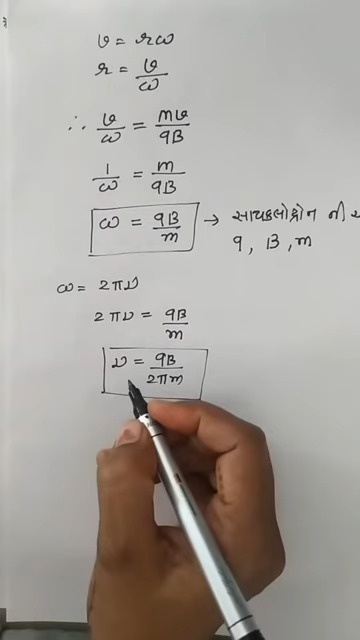 v = rω
r = v/ω
∴ v/ω = mv/qB
1/ω = m/qB
ω = qB/m → સાયક્લોટ્રોન ની
q, B, m
ω = 2πν
2πν = qB/m
ν = qB/2πm